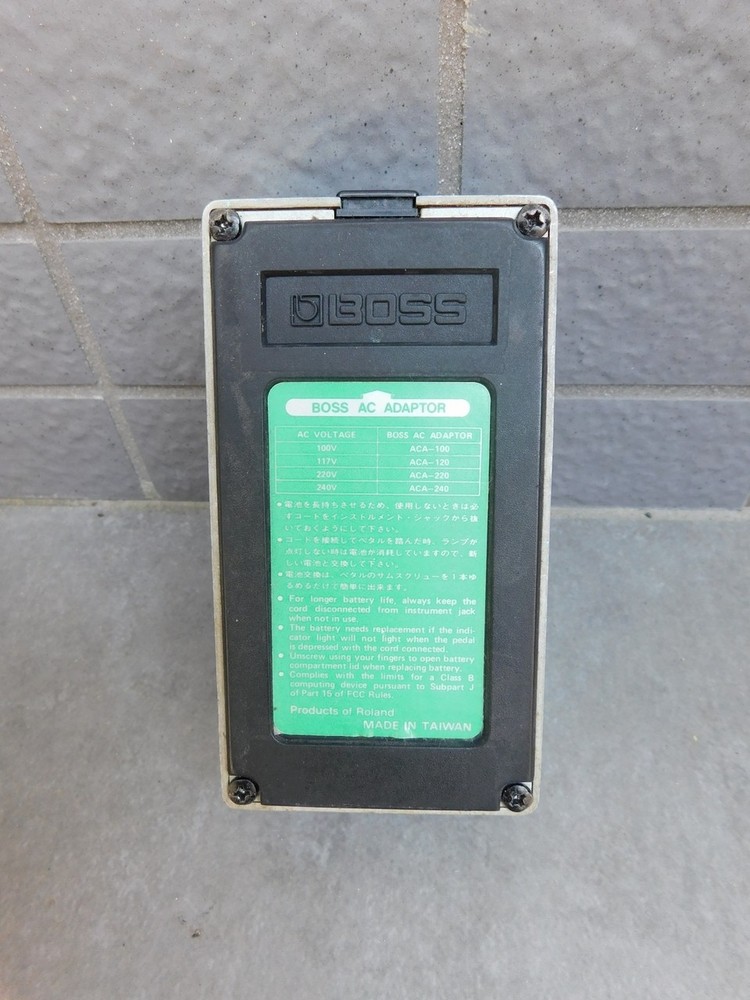 BOSS
BOSS AC ADAPTOR
AC VOLTAGE BOSS AC ADAPTOR
100V ACA-100
117V ACA-120
220V ACA-220
240V ACA-240
●電池を長持ちさせるため、使用しないときは必
ずコードをインストルメント・ジャックから抜
いておくようにして下さい。
●コードを接続してペダルを踏んだ時、ランプが
点灯しない時は電池が消耗していますので、新
しい電池と交換して下さい。
●電池交換は、ペダルのサムスクリューを1本ゆ
るめるだけで簡単に出来ます。
● For longer battery life, always keep the
cord disconnected from instrument jack
when not in use.
● The battery needs replacement if the indi-
cator light will not light when the pedal
is depressed with the cord connected.
● Unscrew using your fingers to open battery
compartment lid when replacing battery.
● Complies with the limits for a Class B
computing device pursuant to Subpart J
of Part 15 of FCC Rules.
Products of Roland
MADE IN TAIWAN